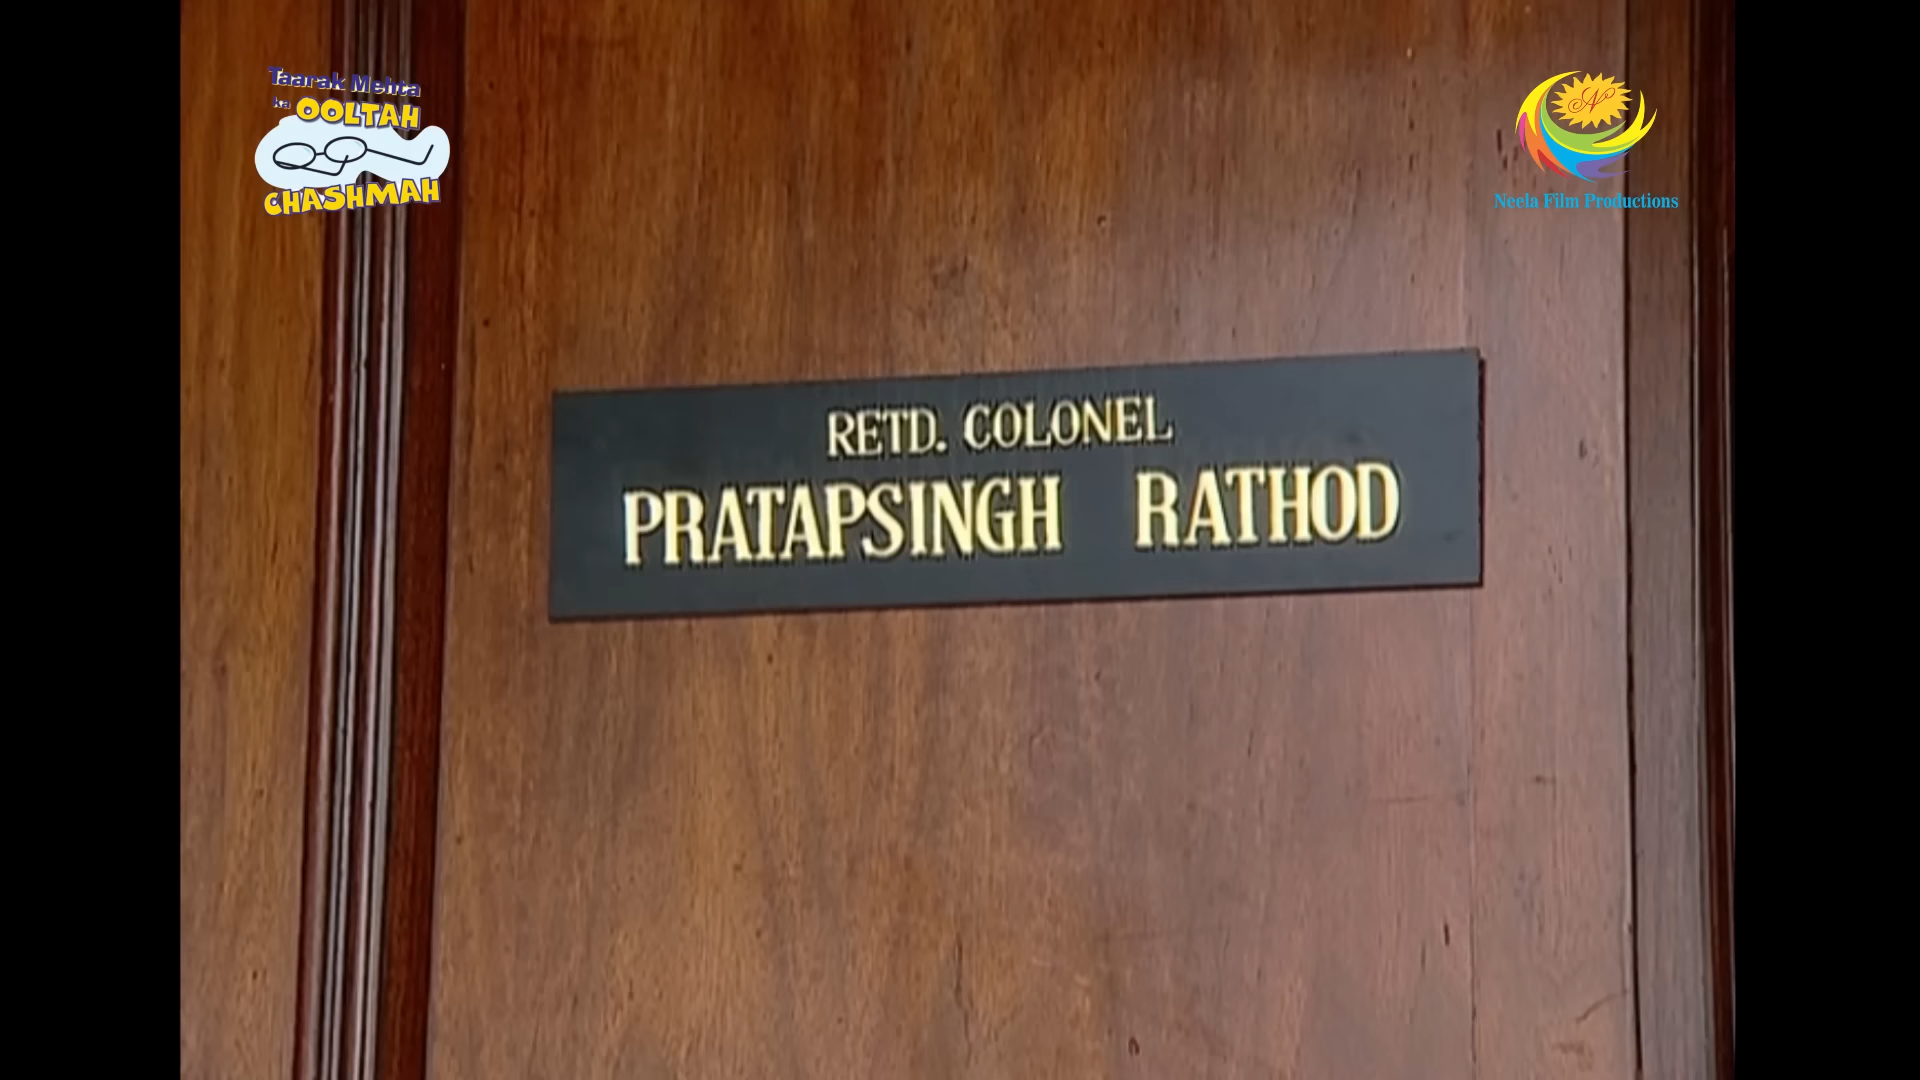 Taarak Mehta
ka OOLTAH
CHASHMAH
Neela Film Productions
RETD. COLONEL
PRATAPSINGH RATHOD